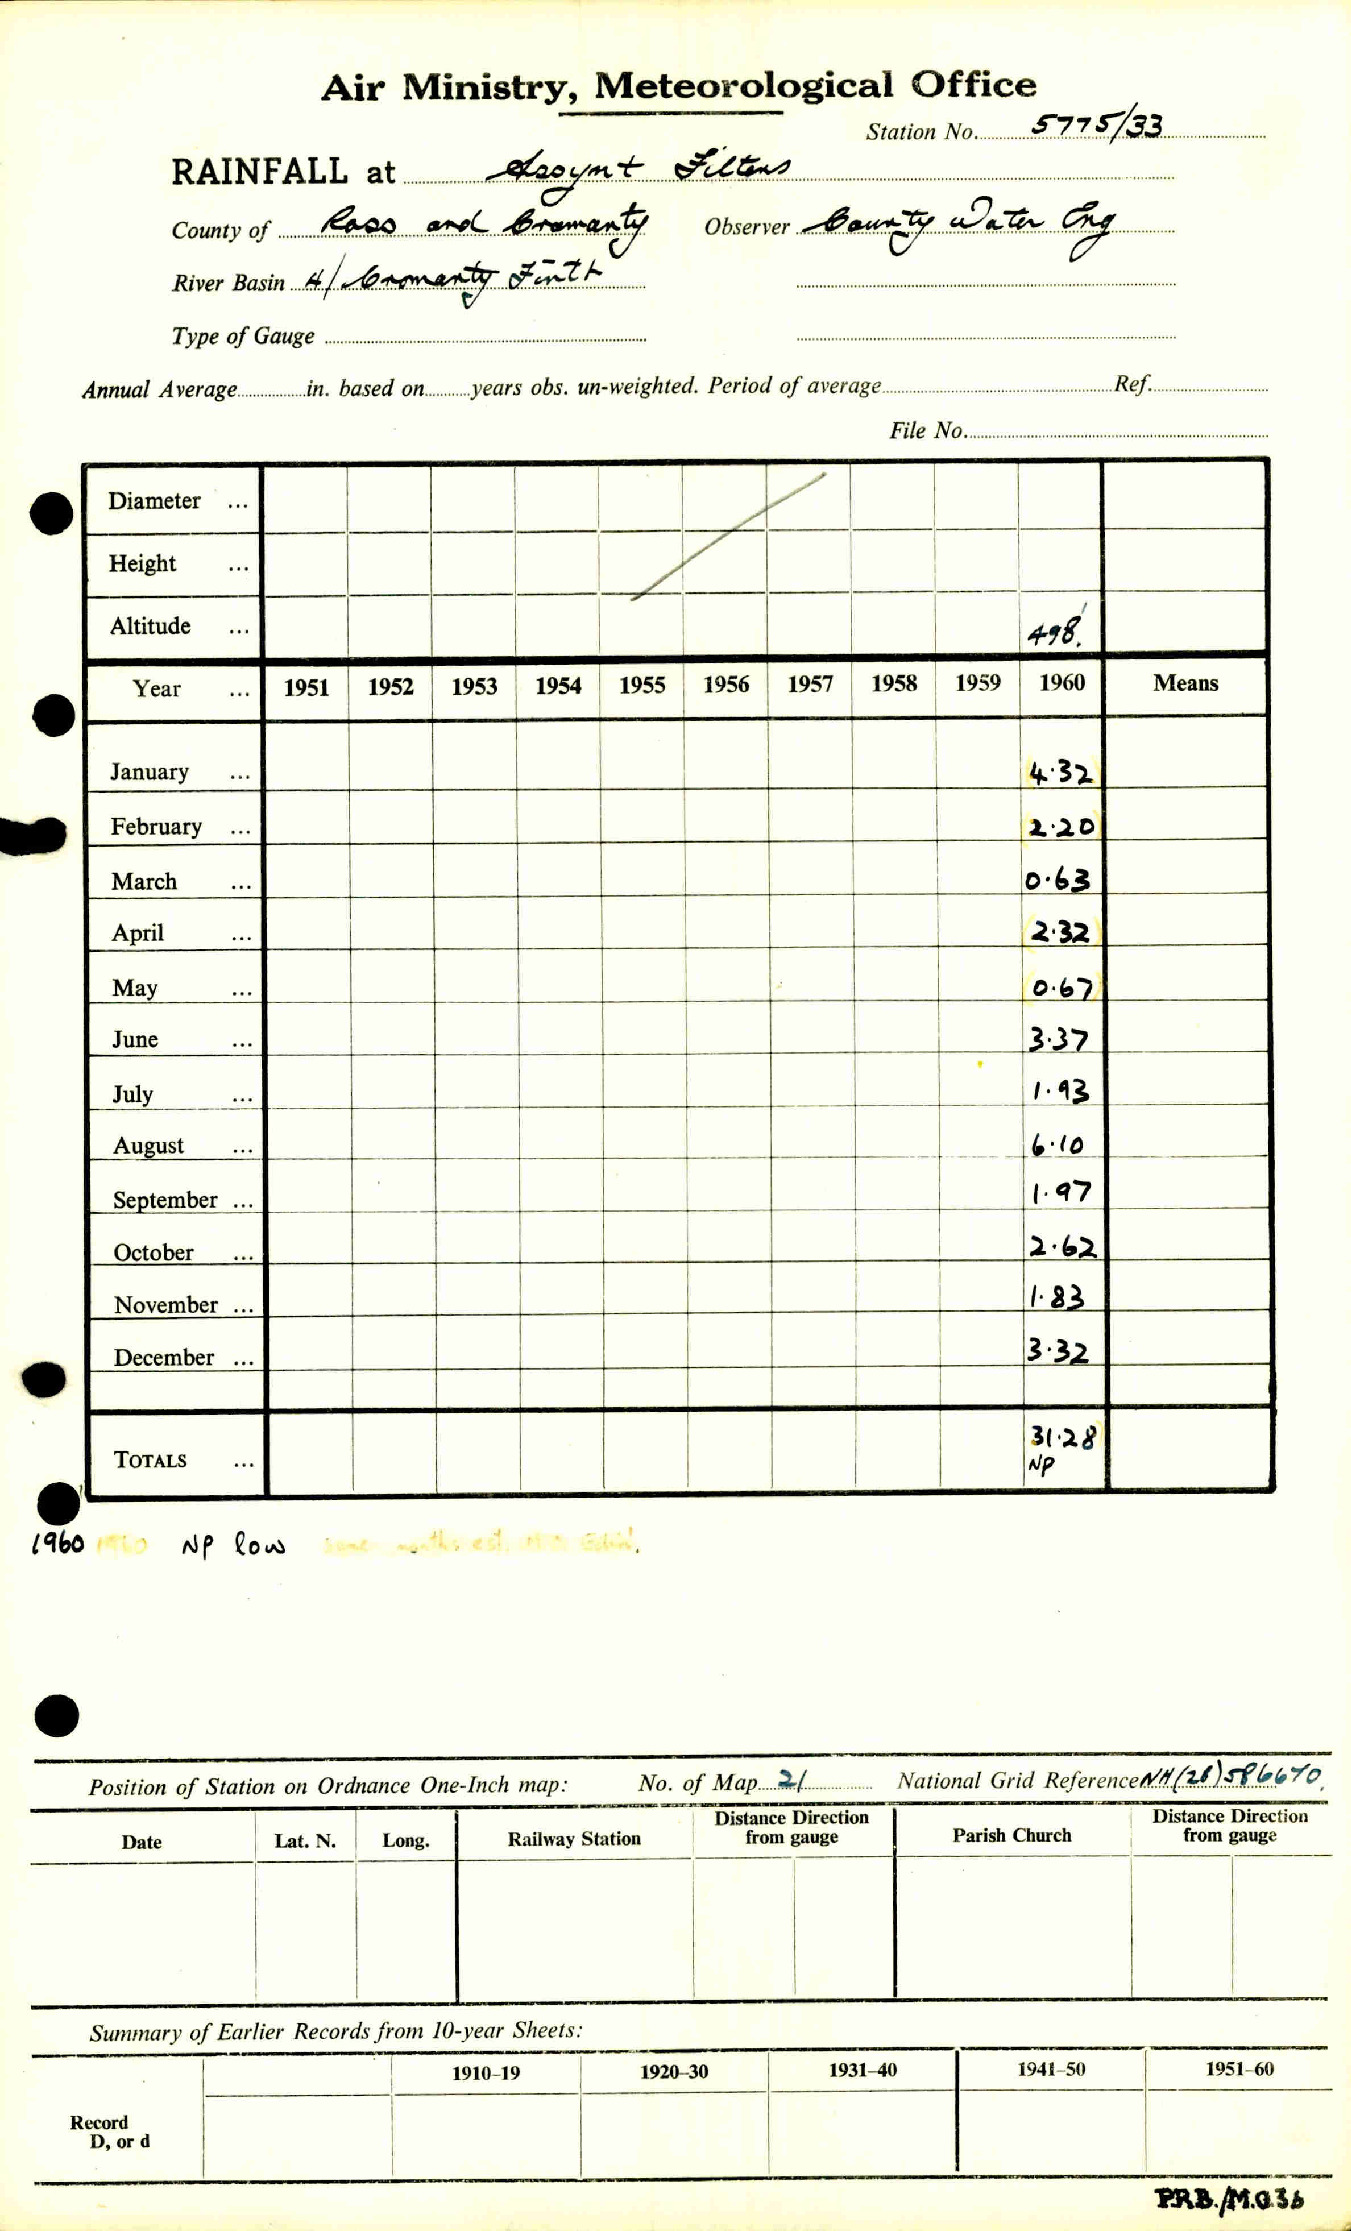 Air Ministry, Meteorological Office
Station No. 5775/33
RAINFALL at Assynt Filters
County of Ross and Cromarty Observer County Water Eng
River Basin 4/ Cromarty Firth
Type of Gauge
Annual Average in. based on years obs. un-weighted. Period of average Ref.
File No.
Diameter ...
Height ...
Altitude ... 498'
Year ... 1951 1952 1953 1954 1955 1956 1957 1958 1959 1960 Means
January ... 4.32
February ... 2.20
March ... 0.63
April ... 2.32
May ... 0.67
June ... 3.37
July ... 1.93
August ... 6.10
September ... 1.97
October ... 2.62
November ... 1.83
December ... 3.32
TOTALS ... 31.28
NP
1960 1960 NP low some months est. M.O. Edin'.
Position of Station on Ordnance One-Inch map: No. of Map 21 National Grid Reference NH(28)586670.
Date Lat. N. Long. Railway Station Distance Direction from gauge Parish Church Distance Direction from gauge
Summary of Earlier Records from 10-year Sheets:
1910–19 1920–30 1931–40 1941–50 1951–60
Record
D, or d
P.R.B./M.O.36